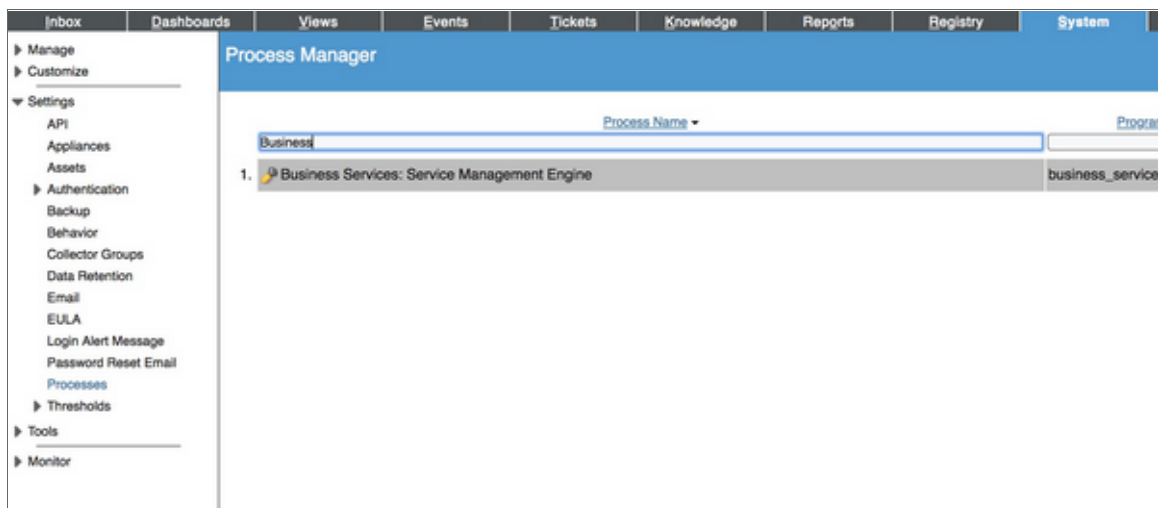 Inbox Dashboards Views Events Tickets Knowledge Reports Registry System
Manage
Customize
Settings
API
Appliances
Assets
Authentication
Backup
Behavior
Collector Groups
Data Retention
Email
EULA
Login Alert Message
Password Reset Email
Processes
Thresholds
Tools
Monitor
Process Manager
Process Name Progra
Business
1. Business Services: Service Management Engine business_service